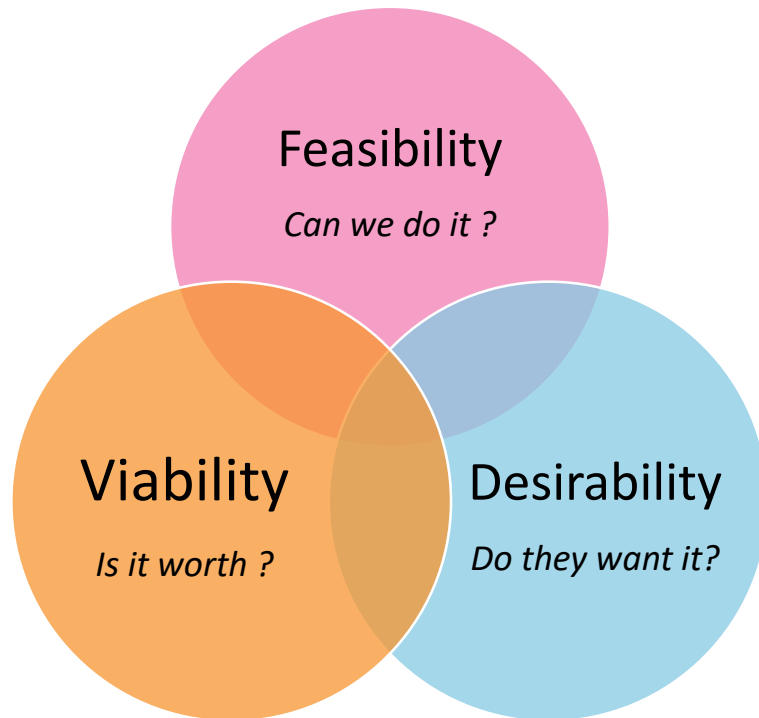 Feasibility
Can we do it ?
Viability
Is it worth ?
Desirability
Do they want it?